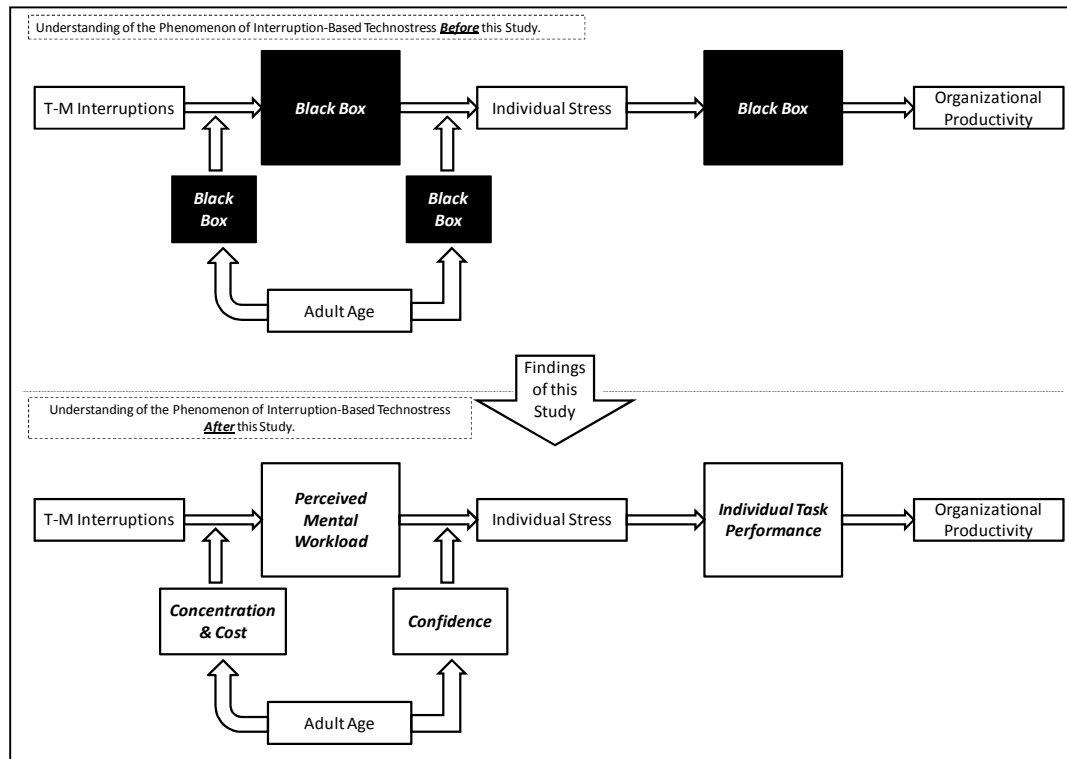 Understanding of the Phenomenon of Interruption-Based Technostress Before this Study.
T-M Interruptions
Black Box
Individual Stress
Black Box
Organizational
Productivity
Black
Box
Black
Box
Adult Age
Findings
of this
Study
Understanding of the Phenomenon of Interruption-Based Technostress
After this Study.
T-M Interruptions
Perceived
Mental
Workload
Individual Stress
Individual Task
Performance
Organizational
Productivity
Concentration
& Cost
Confidence
Adult Age